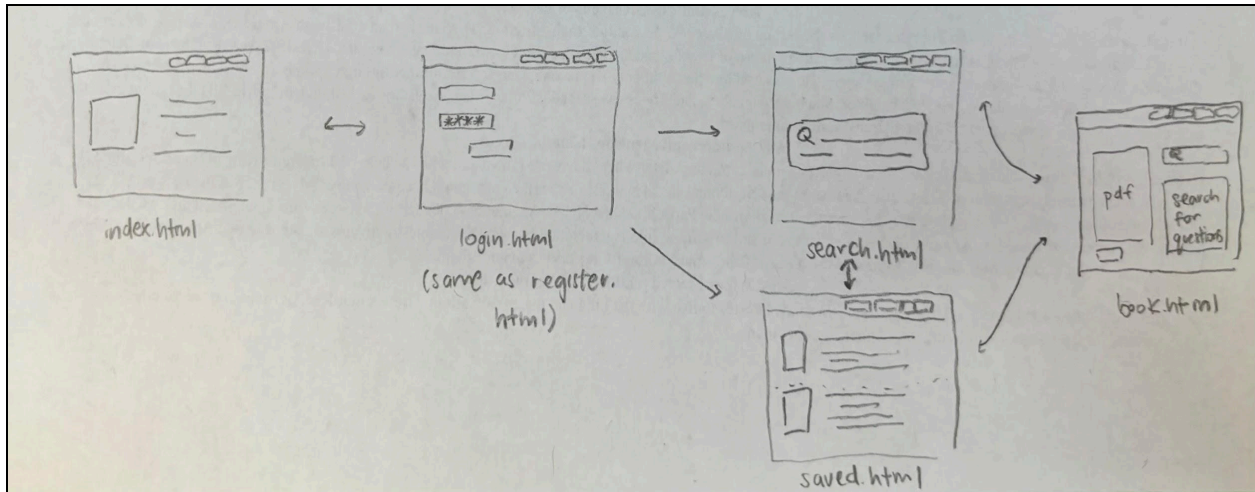 index.html
****
login.html
(same as register.
html)
Q
search.html
saved.html
pdf
Q
search
for
questions
book.html